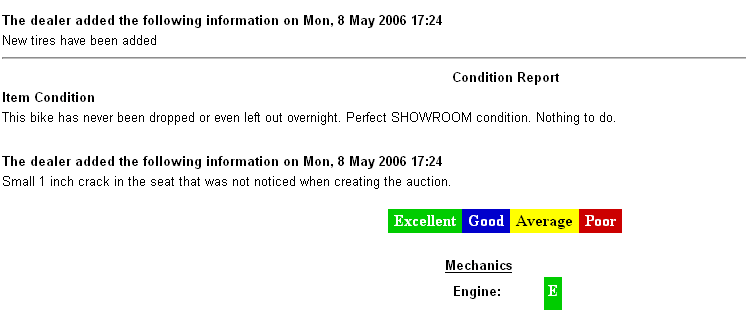 The dealer added the following information on Mon, 8 May 2006 17:24
New tires have been added
Condition Report
Item Condition
This bike has never been dropped or even left out overnight. Perfect SHOWROOM condition. Nothing to do.
The dealer added the following information on Mon, 8 May 2006 17:24
Small 1 inch crack in the seat that was not noticed when creating the auction.
Excellent Good Average Poor
Mechanics
Engine: E